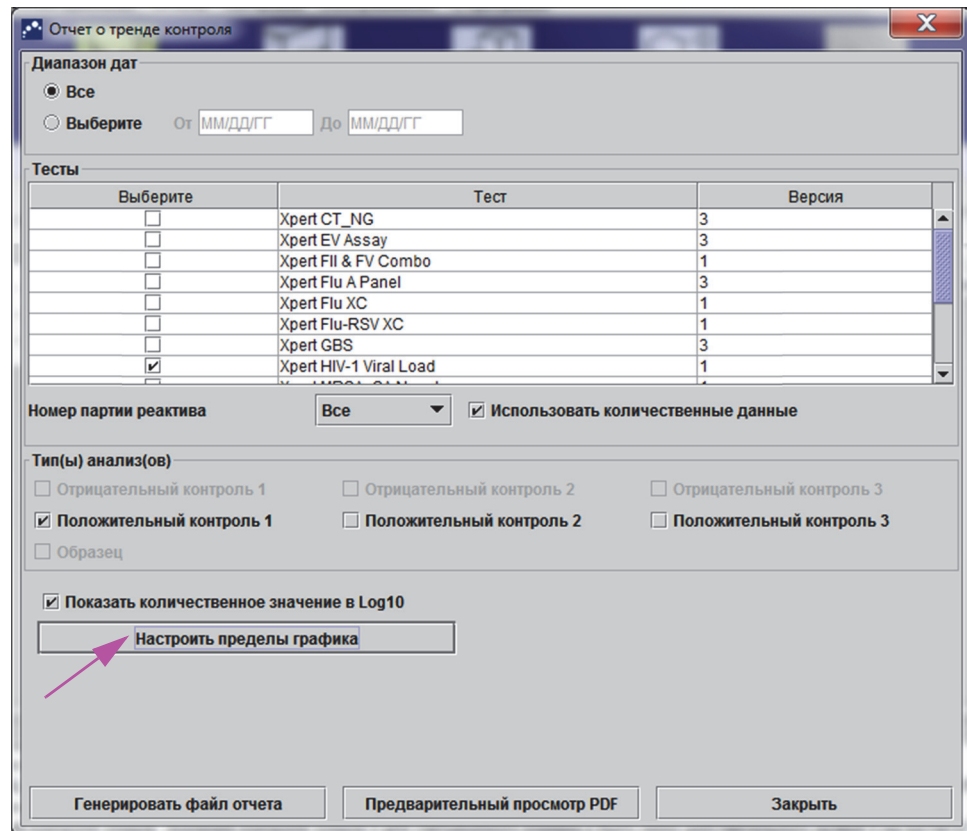 Отчет о тренде контроля
X
Диапазон дат
Все
Выберите От ММ/ДД/ГГ До ММ/ДД/ГГ
Тесты
Выберите Тест Версия
Xpert CT_NG 3
Xpert EV Assay 3
Xpert FII & FV Combo 1
Xpert Flu A Panel 3
Xpert Flu XC 1
Xpert Flu-RSV XC 1
Xpert GBS 3
Xpert HIV-1 Viral Load 1
Номер партии реактива Все Использовать количественные данные
Тип(ы) анализ(ов)
Отрицательный контроль 1 Отрицательный контроль 2 Отрицательный контроль 3
Положительный контроль 1 Положительный контроль 2 Положительный контроль 3
Образец
Показать количественное значение в Log10
Настроить пределы графика
Генерировать файл отчета Предварительный просмотр PDF Закрыть